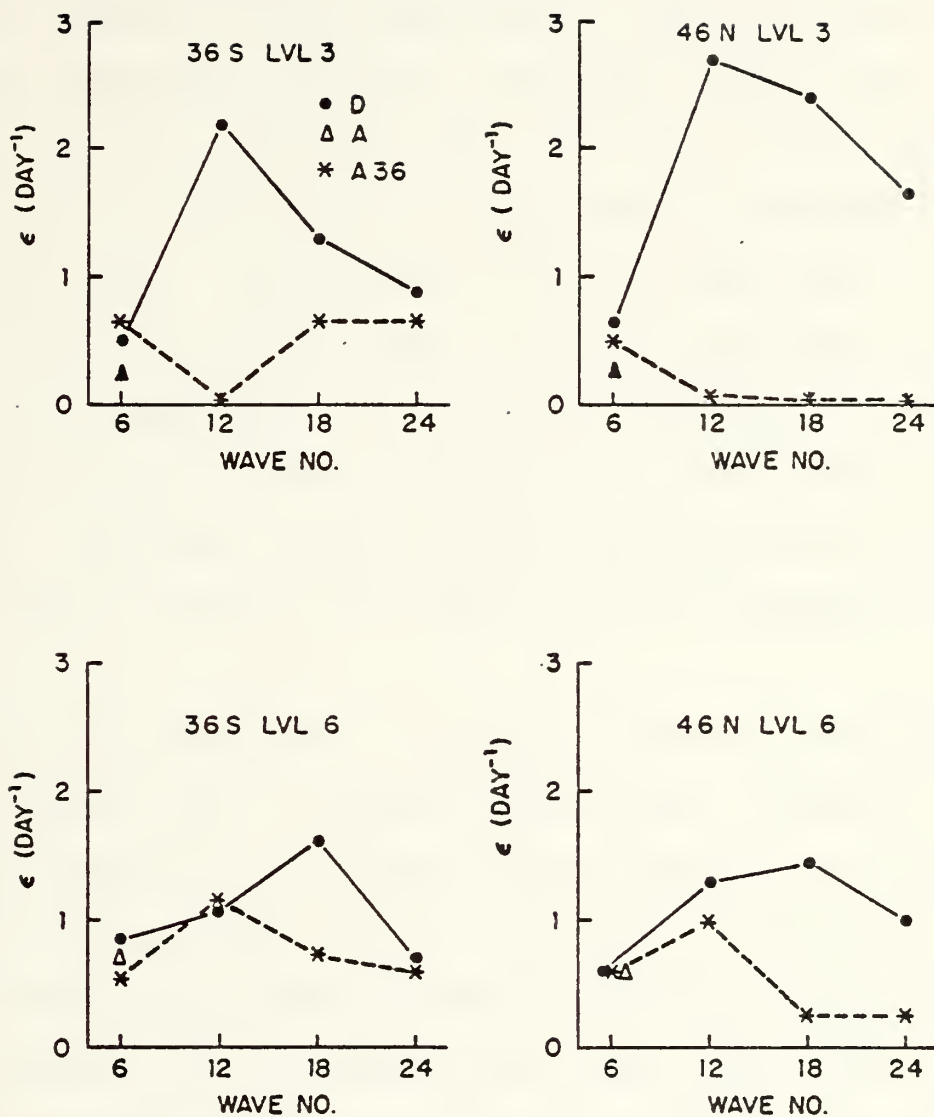 36 S LVL 3
● D
Δ A
* A 36
3
2
1
0
ϵ (DAY⁻¹)
6 12 18 24
WAVE NO.
46 N LVL 3
3
2
1
0
ϵ (DAY⁻¹)
6 12 18 24
WAVE NO.
36 S LVL 6
3
2
1
0
ϵ (DAY⁻¹)
6 12 18 24
WAVE NO.
46 N LVL 6
3
2
1
0
ϵ (DAY⁻¹)
6 12 18 24
WAVE NO.